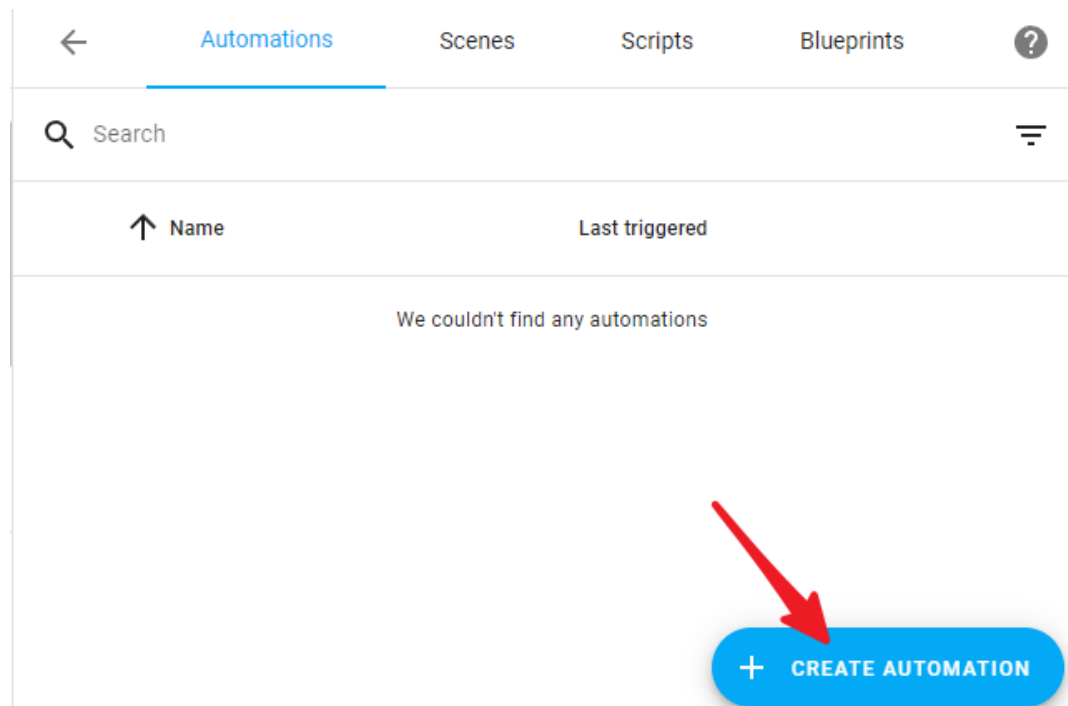 Automations Scenes Scripts Blueprints
Search
Name Last triggered
We couldn't find any automations
CREATE AUTOMATION